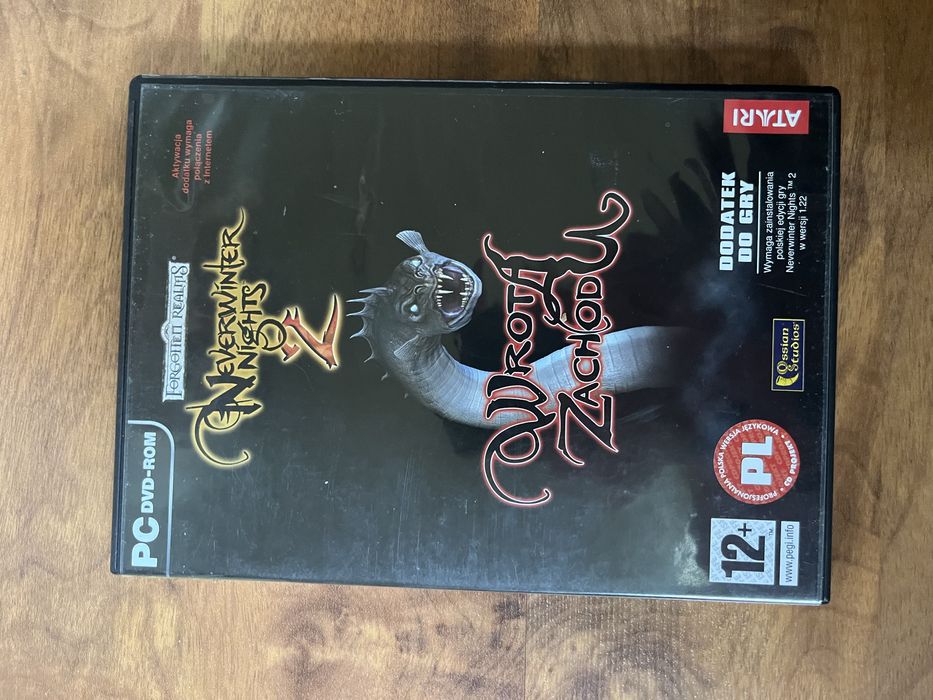 PC DVD-ROM
Aktywacja
dodatku wymaga
połączenia
z Internetem
FORGOTTEN REALMS®
NEVERWINTER
NIGHTS
2
WROTA
ZACHODU
PROFESJONALNA POLSKA WERSJA JĘZYKOWA • CD PROJEKT •
PL
12+
www.pegi.info
Ossian
Studios
DODATEK
DO GRY
Wymaga zainstalowania
polskiej edycji gry
Neverwinter Nights™ 2
w wersji 1.22
ATARI